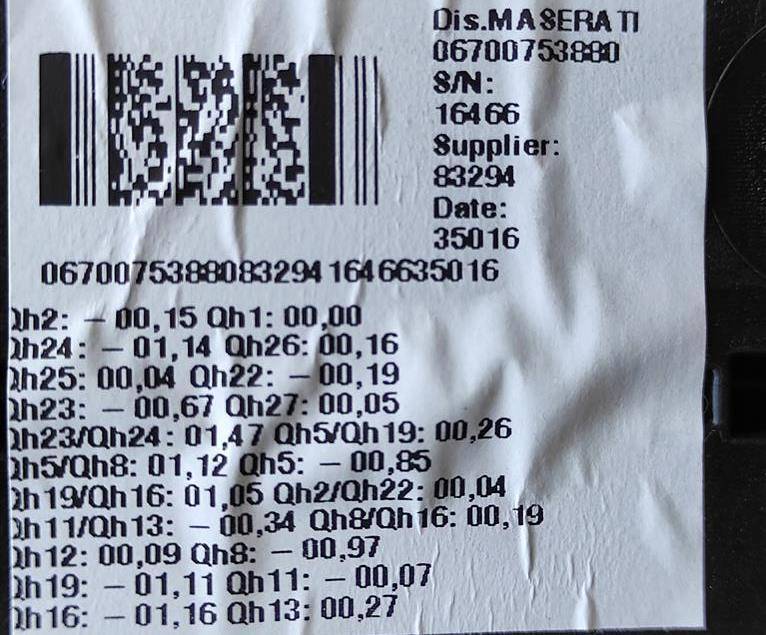 Dis.MASERATI
06700753880
S/N:
16466
Supplier:
83294
Date:
35016
06700753880832941646635016
Qh2: - 00,15 Qh1: 00,00
Qh24: - 01,14 Qh26: 00,16
Qh25: 00,04 Qh22: - 00,19
Qh23: - 00,67 Qh27: 00,05
Qh23/Qh24: 01,47 Qh5/Qh19: 00,26
Qh5/Qh8: 01,12 Qh5: - 00,85
Qh19/Qh16: 01,05 Qh2/Qh22: 00,04
Qh11/Qh13: - 00,34 Qh8/Qh16: 00,19
Qh12: 00,09 Qh8: - 00,97
Qh19: - 01,11 Qh11: - 00,07
Qh16: - 01,16 Qh13: 00,27